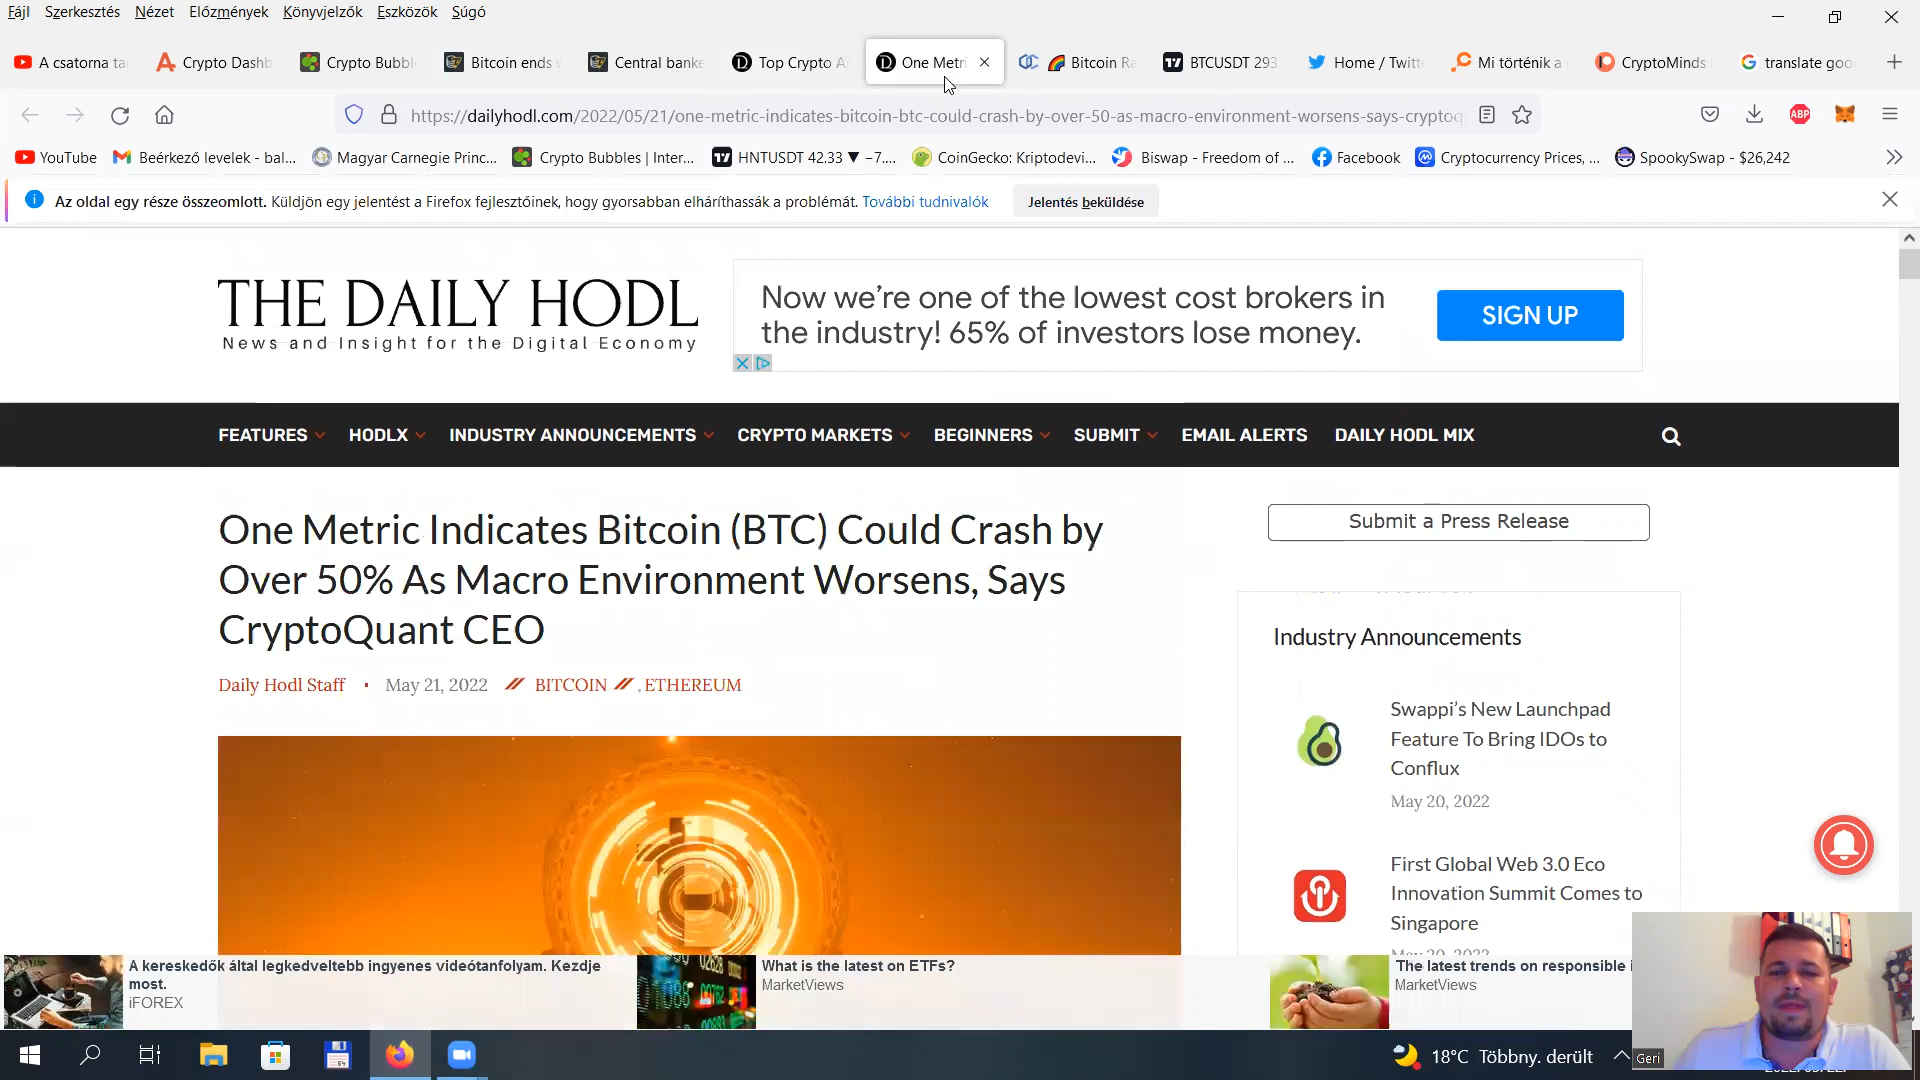 Fájl Szerkesztés Nézet Előzmények Könyvjelzők Eszközök Súgó
A csatorna ta Crypto Dashb Crypto Bubbl Bitcoin ends w Central banke Top Crypto A One Metri Bitcoin Ra BTCUSDT 293 Home / Twitt Mi történik a CryptoMinds translate goo
https://dailyhodl.com/2022/05/21/one-metric-indicates-bitcoin-btc-could-crash-by-over-50-as-macro-environment-worsens-says-cryptoq
ABP
YouTube Beérkező levelek - bal... Magyar Carnegie Princ... Crypto Bubbles | Inter... HNTUSDT 42.33 ▼ −7.... CoinGecko: Kriptodevi... Biswap - Freedom of ... Facebook Cryptocurrency Prices, ... SpookySwap - $26,242
Az oldal egy része összeomlott. Küldjön egy jelentést a Firefox fejlesztőinek, hogy gyorsabban elháríthassák a problémát. További tudnivalók Jelentés beküldése
THE DAILY HODL
News and Insight for the Digital Economy
Now we're one of the lowest cost brokers in
the industry! 65% of investors lose money.
SIGN UP
FEATURES HODLX INDUSTRY ANNOUNCEMENTS CRYPTO MARKETS BEGINNERS SUBMIT EMAIL ALERTS DAILY HODL MIX
One Metric Indicates Bitcoin (BTC) Could Crash by
Over 50% As Macro Environment Worsens, Says
CryptoQuant CEO
Daily Hodl Staff • May 21, 2022 BITCOIN , ETHEREUM
Submit a Press Release
Industry Announcements
Swappi's New Launchpad
Feature To Bring IDOs to
Conflux
May 20, 2022
First Global Web 3.0 Eco
Innovation Summit Comes to
Singapore
A kereskedők által legkedveltebb ingyenes videótanfolyam. Kezdje
most.
iFOREX
What is the latest on ETFs?
MarketViews
The latest trends on responsible i
MarketViews
18°C Többny. derült
Geri